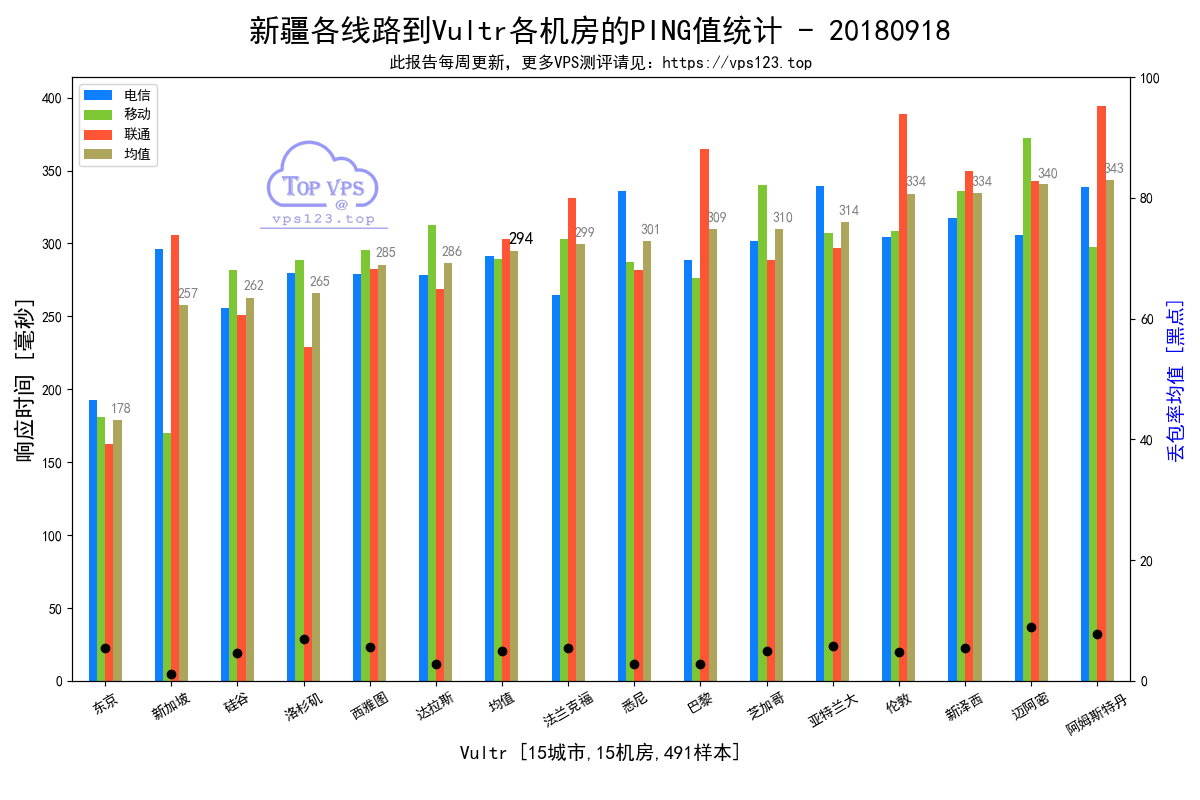 新疆各线路到Vultr各机房的PING值统计 - 20180918
此报告每周更新，更多VPS测评请见：https://vps123.top
电信
移动
联通
均值
TOP VPS
@
vps123.top
响应时间 [毫秒]
400
350
300
250
200
150
100
50
0
178
257
262
265
285
286
294
299
301
309
310
314
334
334
340
343
100
80
60
40
20
0
丢包率均值 [黑点]
东京
新加坡
硅谷
洛杉矶
西雅图
达拉斯
均值
法兰克福
悉尼
巴黎
芝加哥
亚特兰大
伦敦
新泽西
迈阿密
阿姆斯特丹
Vultr [15城市,15机房,491样本]